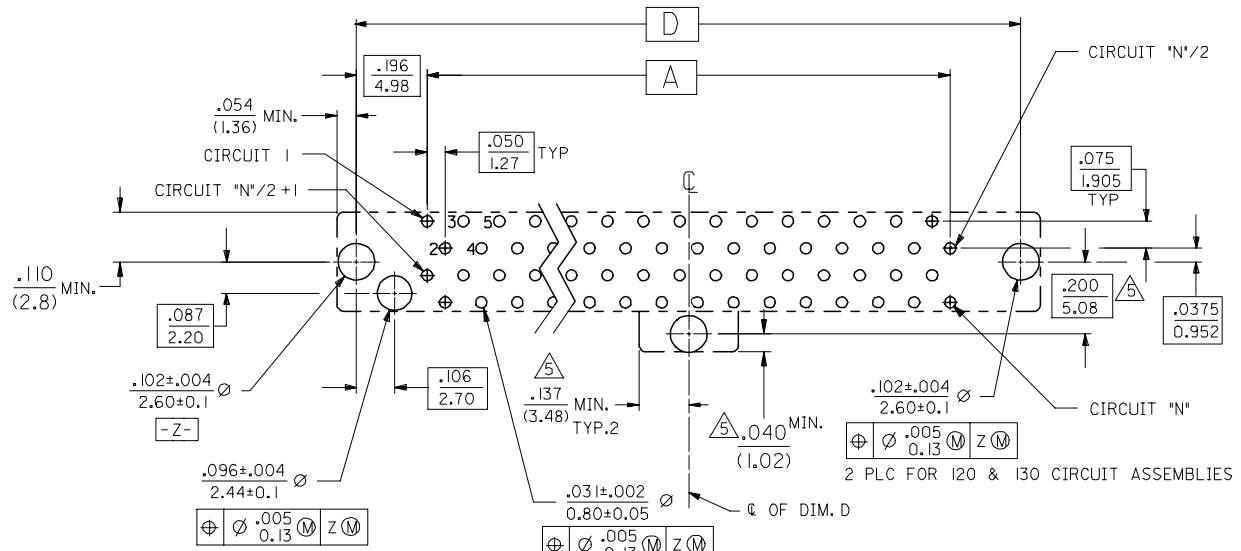 D
CIRCUIT "N"/2
.196
4.98
A
.054
(1.36) MIN.
.050
1.27 TYP
.075
1.905
TYP
CIRCUIT 1
℄
CIRCUIT "N"/2 +1
3 5
2 4
.110
(2.8) MIN.
.200
5.08
5
.0375
0.952
.087
2.20
.102±.004
2.60±0.1 Ø
-Z-
.106
2.70
5
.137
(3.48) MIN.
TYP.2
5
.040 MIN.
(1.02)
.102±.004
2.60±0.1 Ø
CIRCUIT "N"
⌖ Ø .005 Ⓜ Z Ⓜ
0.13
2 PLC FOR 120 & 130 CIRCUIT ASSEMBLIES
.096±.004
2.44±0.1 Ø
.031±.002
0.80±0.05 Ø
℄ OF DIM. D
⌖ Ø .005 Ⓜ Z Ⓜ
0.13
⌖ Ø .005 Ⓜ Z Ⓜ
0.13